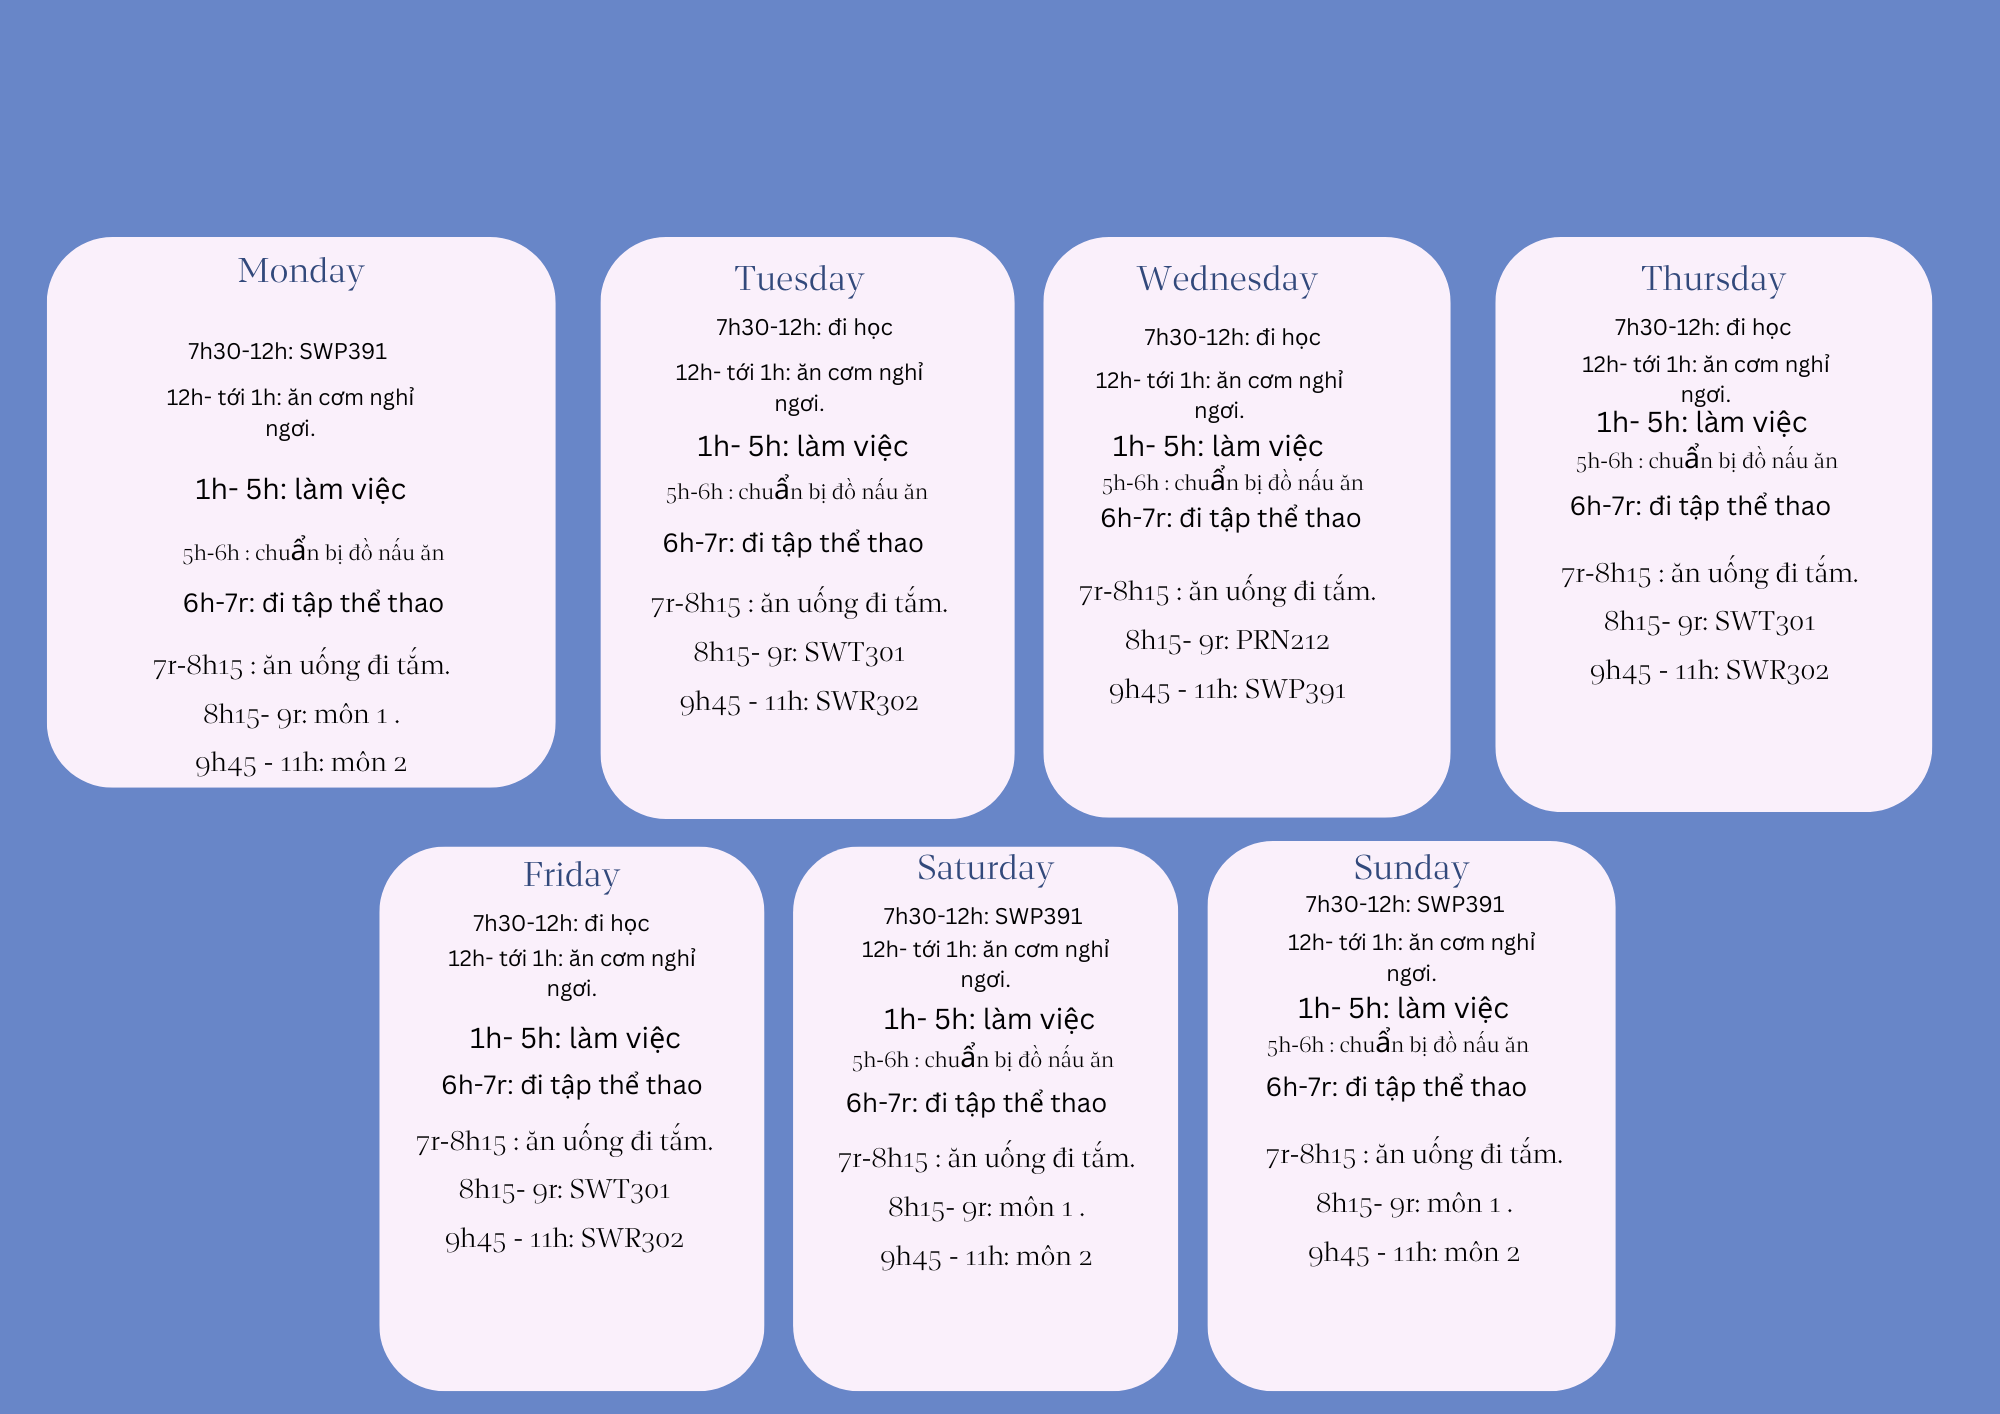 Monday
7h30-12h: SWP391
12h- tới 1h: ăn cơm nghỉ
ngơi.
1h- 5h: làm việc
5h-6h : chuẩn bị đồ nấu ăn
6h-7r: đi tập thể thao
7r-8h15 : ăn uống đi tắm.
8h15- 9r: môn 1 .
9h45 - 11h: môn 2
Tuesday
7h30-12h: đi học
12h- tới 1h: ăn cơm nghỉ
ngơi.
1h- 5h: làm việc
5h-6h : chuẩn bị đồ nấu ăn
6h-7r: đi tập thể thao
7r-8h15 : ăn uống đi tắm.
8h15- 9r: SWT301
9h45 - 11h: SWR302
Wednesday
7h30-12h: đi học
12h- tới 1h: ăn cơm nghỉ
ngơi.
1h- 5h: làm việc
5h-6h : chuẩn bị đồ nấu ăn
6h-7r: đi tập thể thao
7r-8h15 : ăn uống đi tắm.
8h15- 9r: PRN212
9h45 - 11h: SWP391
Thursday
7h30-12h: đi học
12h- tới 1h: ăn cơm nghỉ
ngơi.
1h- 5h: làm việc
5h-6h : chuẩn bị đồ nấu ăn
6h-7r: đi tập thể thao
7r-8h15 : ăn uống đi tắm.
8h15- 9r: SWT301
9h45 - 11h: SWR302
Friday
7h30-12h: đi học
12h- tới 1h: ăn cơm nghỉ
ngơi.
1h- 5h: làm việc
6h-7r: đi tập thể thao
7r-8h15 : ăn uống đi tắm.
8h15- 9r: SWT301
9h45 - 11h: SWR302
Saturday
7h30-12h: SWP391
12h- tới 1h: ăn cơm nghỉ
ngơi.
1h- 5h: làm việc
5h-6h : chuẩn bị đồ nấu ăn
6h-7r: đi tập thể thao
7r-8h15 : ăn uống đi tắm.
8h15- 9r: môn 1 .
9h45 - 11h: môn 2
Sunday
7h30-12h: SWP391
12h- tới 1h: ăn cơm nghỉ
ngơi.
1h- 5h: làm việc
5h-6h : chuẩn bị đồ nấu ăn
6h-7r: đi tập thể thao
7r-8h15 : ăn uống đi tắm.
8h15- 9r: môn 1 .
9h45 - 11h: môn 2